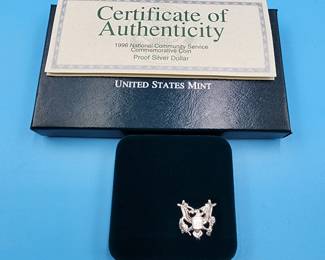 Certificate of
Authenticity
1996 National Community Service
Commemorative Coin
Proof Silver Dollar
UNITED STATES MINT